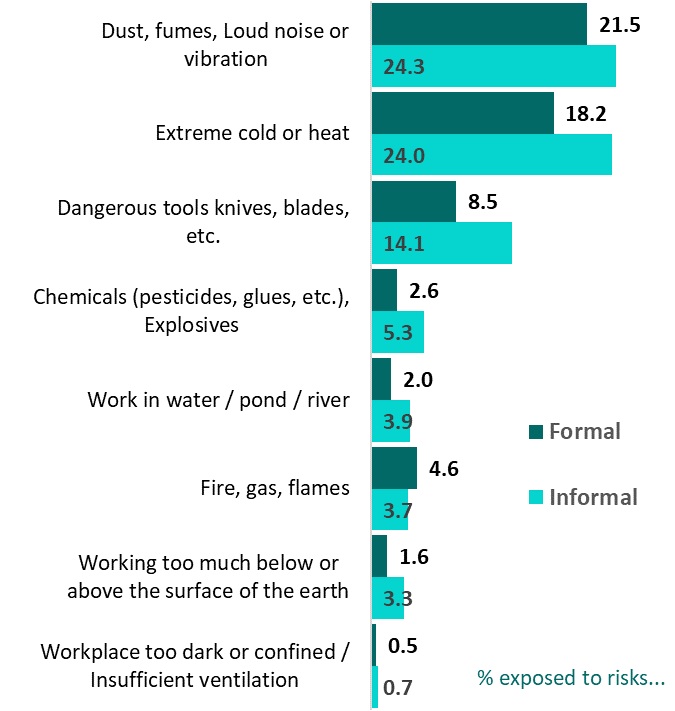 Dust, fumes, Loud noise or
vibration
21.5
24.3
Extreme cold or heat
18.2
24.0
Dangerous tools knives, blades,
etc.
8.5
14.1
Chemicals (pesticides, glues, etc.),
Explosives
2.6
5.3
Work in water / pond / river
2.0
3.9
Formal
Fire, gas, flames
4.6
3.7
Informal
Working too much below or
above the surface of the earth
1.6
3.3
Workplace too dark or confined /
Insufficient ventilation
0.5
0.7
% exposed to risks...